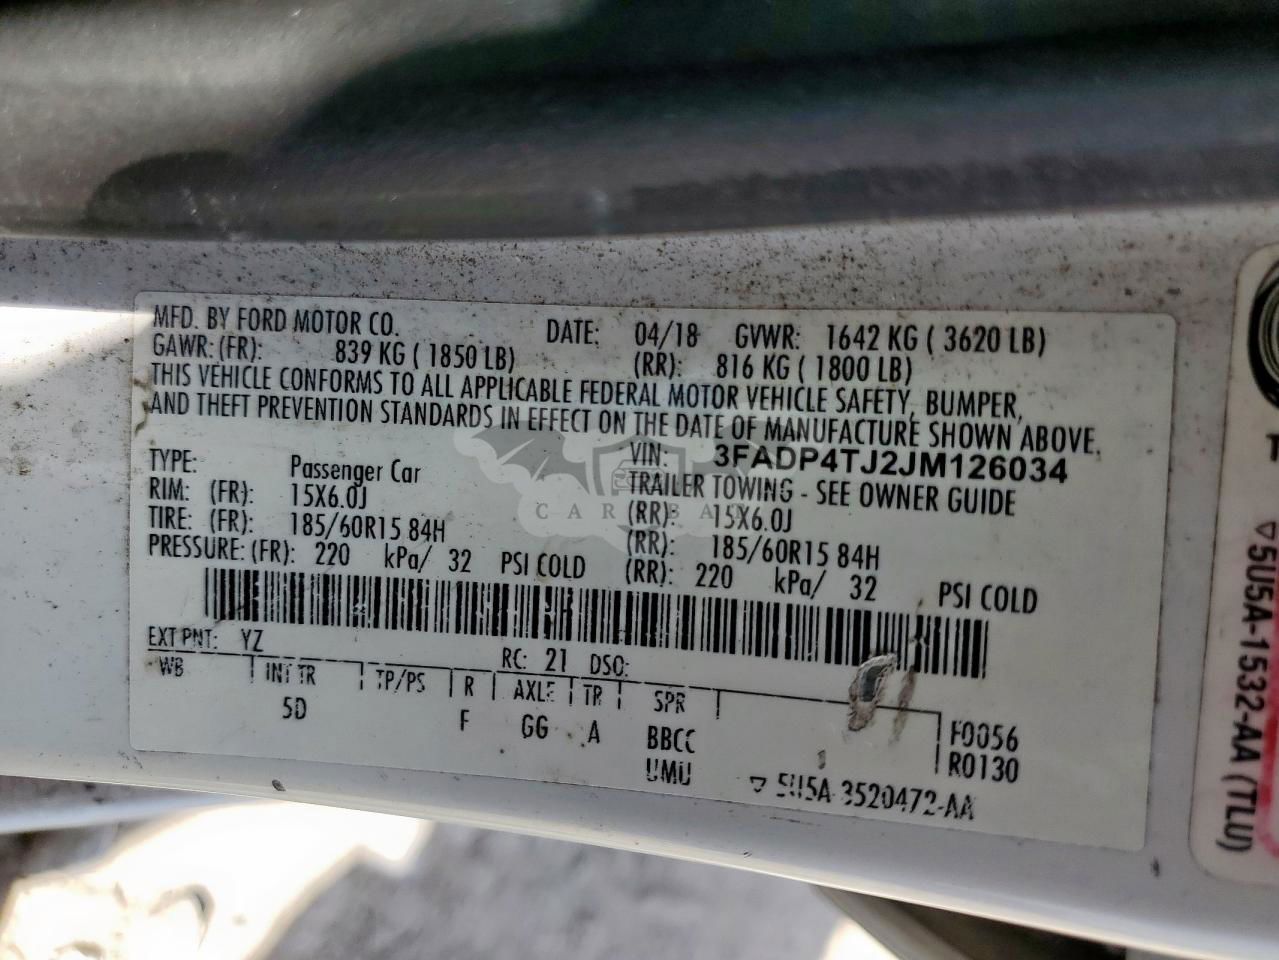 MFD. BY FORD MOTOR CO. DATE: 04/18 GVWR: 1642 KG ( 3620 LB)
GAWR: (FR): 839 KG ( 1850 LB) (RR): 816 KG ( 1800 LB)
THIS VEHICLE CONFORMS TO ALL APPLICABLE FEDERAL MOTOR VEHICLE SAFETY, BUMPER,
AND THEFT PREVENTION STANDARDS IN EFFECT ON THE DATE OF MANUFACTURE SHOWN ABOVE.
VIN: 3FADP4TJ2JM126034
TYPE: Passenger Car TRAILER TOWING - SEE OWNER GUIDE
RIM: (FR): 15X6.0J (RR): 15X6.0J
TIRE: (FR): 185/60R15 84H (RR): 185/60R15 84H
PRESSURE: (FR): 220 kPa/ 32 PSI COLD (RR): 220 kPa/ 32 PSI COLD
EXT PNT: YZ RC: 21 DSO:
WB INT TR TP/PS R AXLE TR SPR
5D F GG A BBCC F0056
UMU R0130
▽ 5U5A-3520472-AA
▽5U5A-1532-AA (TLU)